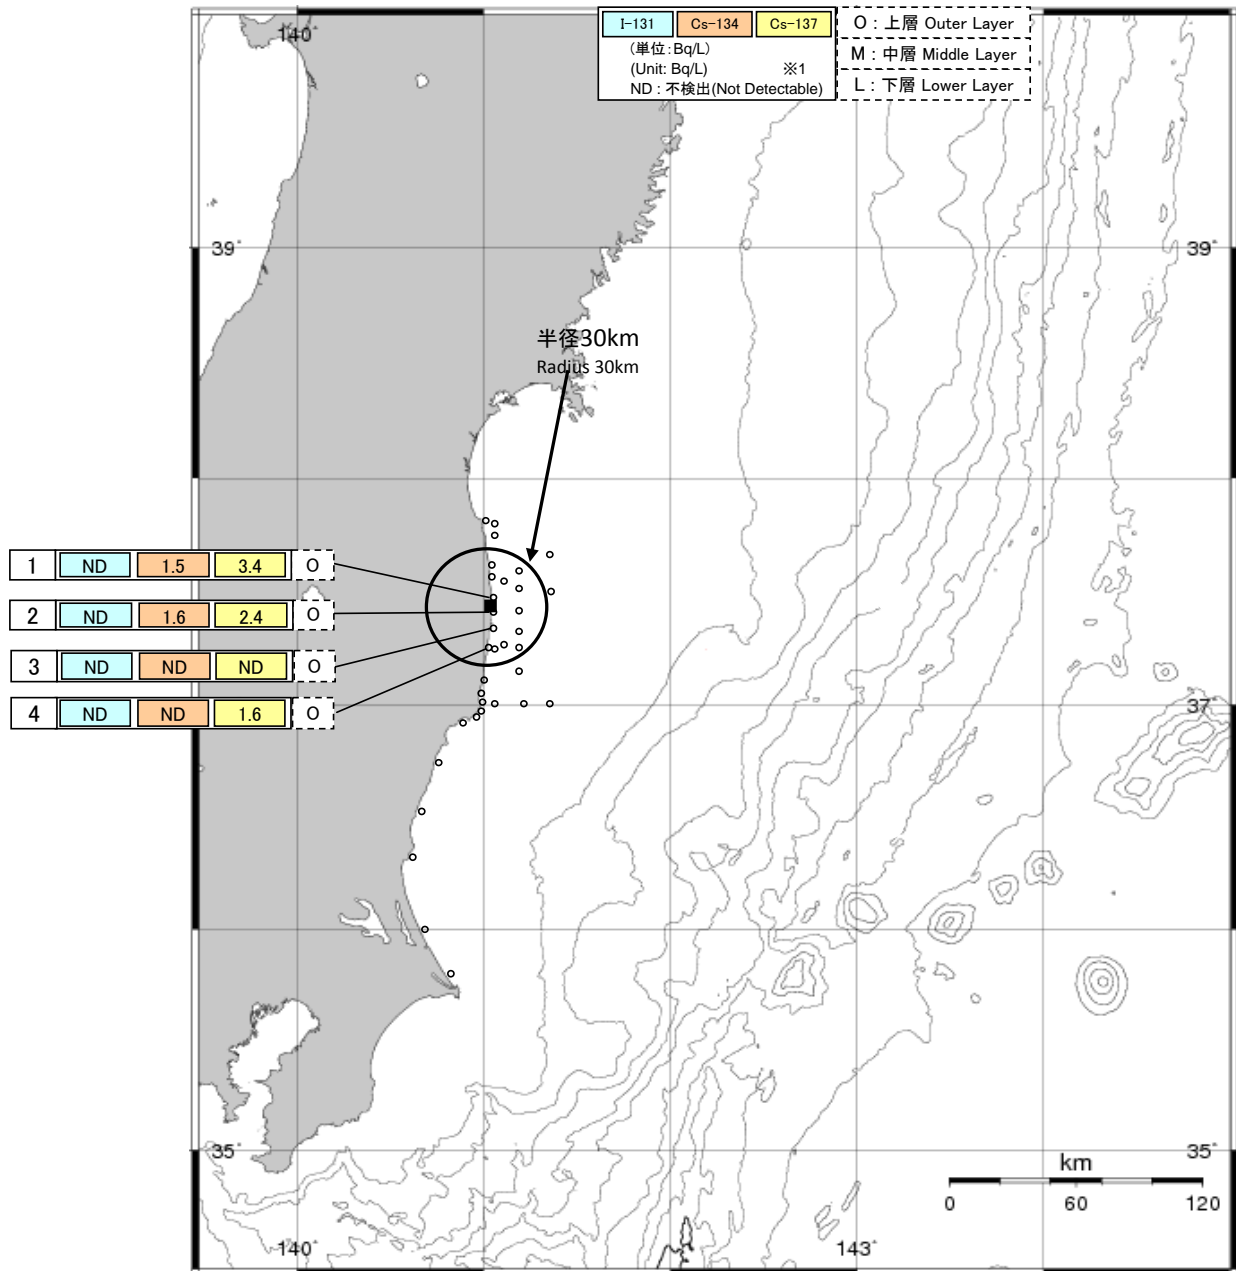 I-131 Cs-134 Cs-137
(単位:Bq/L)
(Unit: Bq/L) ※1
ND : 不検出(Not Detectable)
O : 上層 Outer Layer
M : 中層 Middle Layer
L : 下層 Lower Layer
140°
39° 39°
半径30km
Radius 30km
1 ND 1.5 3.4 O
2 ND 1.6 2.4 O
3 ND ND ND O
4 ND ND 1.6 O
37°
35° 35°
km
0 60 120
140° 143°